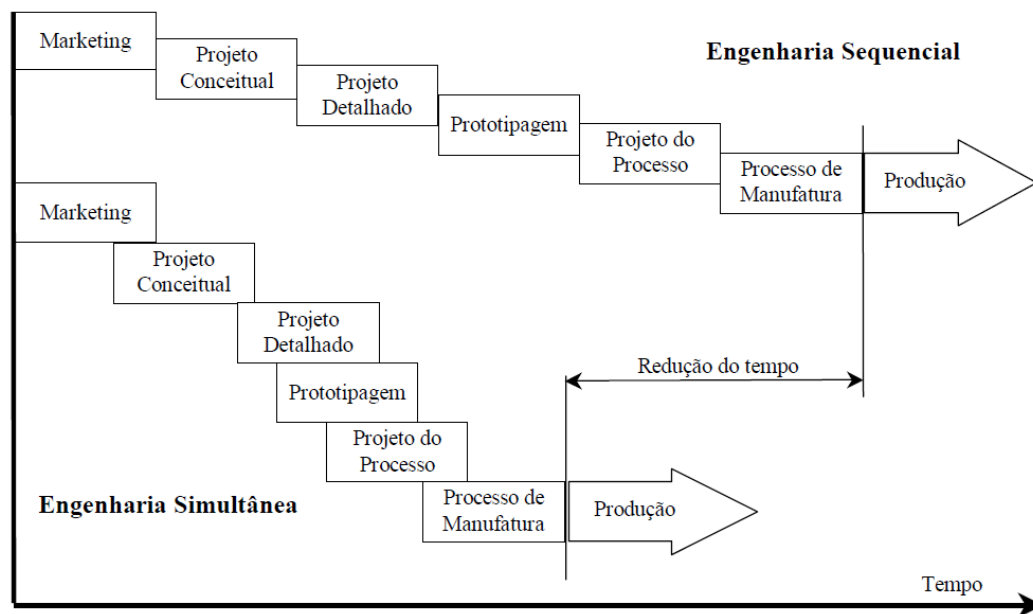 Marketing
Projeto
Conceitual
Projeto
Detalhado
Prototipagem
Projeto do
Processo
Processo de
Manufatura
Produção
Engenharia Sequencial
Marketing
Projeto
Conceitual
Projeto
Detalhado
Prototipagem
Projeto do
Processo
Processo de
Manufatura
Produção
Redução do tempo
Engenharia Simultânea
Tempo